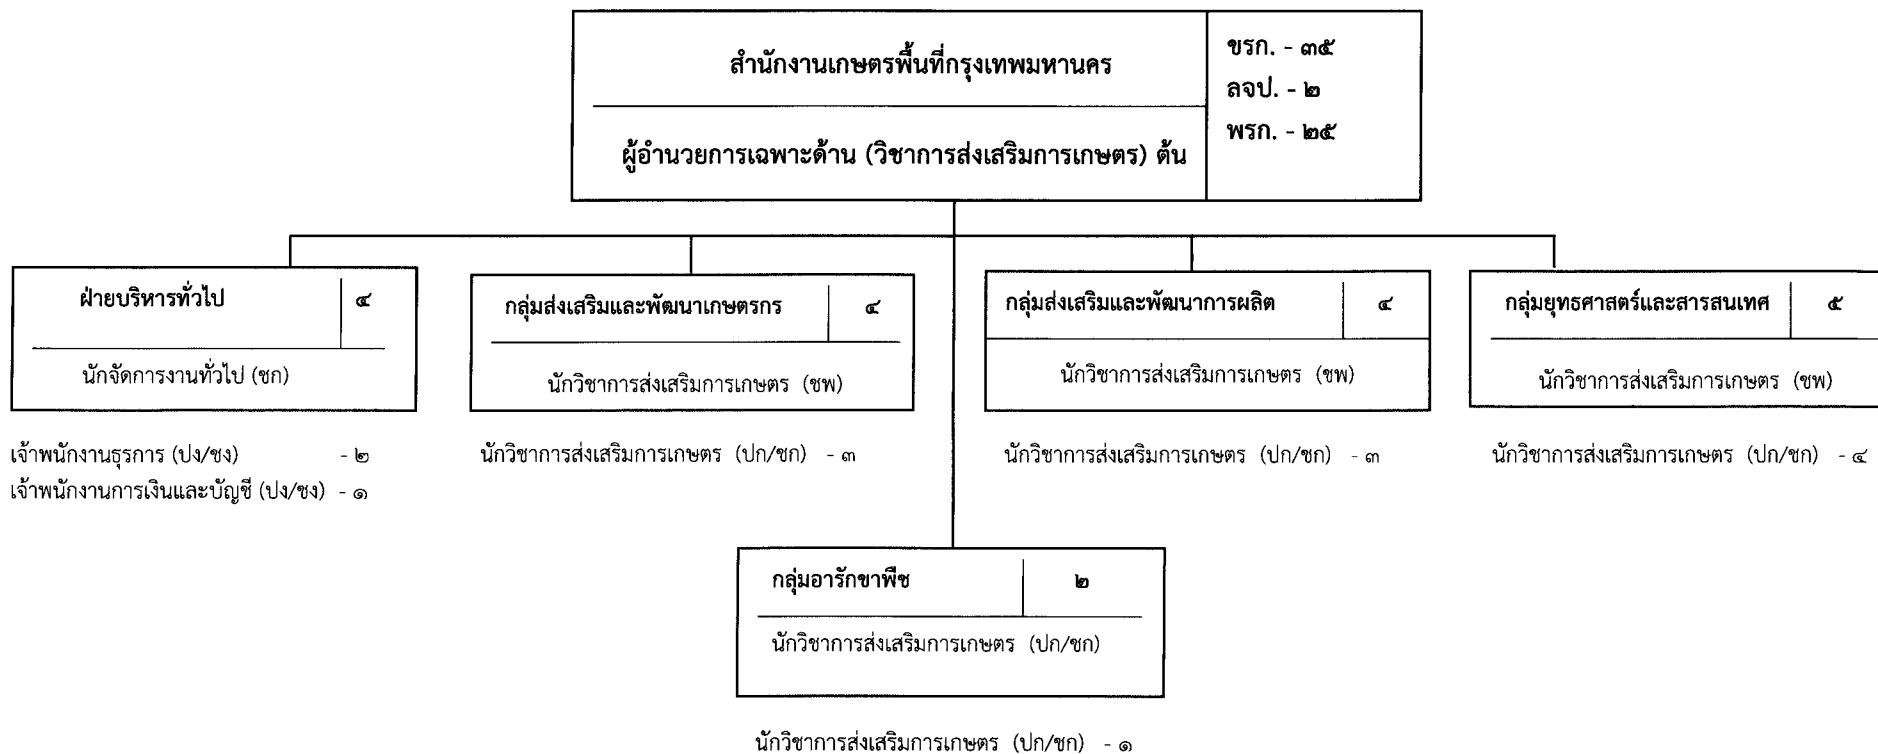 สำนักงานเกษตรพื้นที่กรุงเทพมหานคร
ผู้อำนวยการเฉพาะด้าน (วิชาการส่งเสริมการเกษตร) ต้น
ขรก. - ๓๕
ลจป. - ๒
พรก. - ๒๕
ฝ่ายบริหารทั่วไป ๔
นักจัดการงานทั่วไป (ชก)
เจ้าพนักงานธุรการ (ปง/ชง) - ๒
เจ้าพนักงานการเงินและบัญชี (ปง/ชง) - ๑
กลุ่มส่งเสริมและพัฒนาเกษตรกร ๔
นักวิชาการส่งเสริมการเกษตร (ชพ)
นักวิชาการส่งเสริมการเกษตร (ปก/ชก) - ๓
กลุ่มส่งเสริมและพัฒนาการผลิต ๔
นักวิชาการส่งเสริมการเกษตร (ชพ)
นักวิชาการส่งเสริมการเกษตร (ปก/ชก) - ๓
กลุ่มยุทธศาสตร์และสารสนเทศ ๕
นักวิชาการส่งเสริมการเกษตร (ชพ)
นักวิชาการส่งเสริมการเกษตร (ปก/ชก) - ๔
กลุ่มอารักขาพืช ๒
นักวิชาการส่งเสริมการเกษตร (ปก/ชก)
นักวิชาการส่งเสริมการเกษตร (ปก/ชก) - ๑